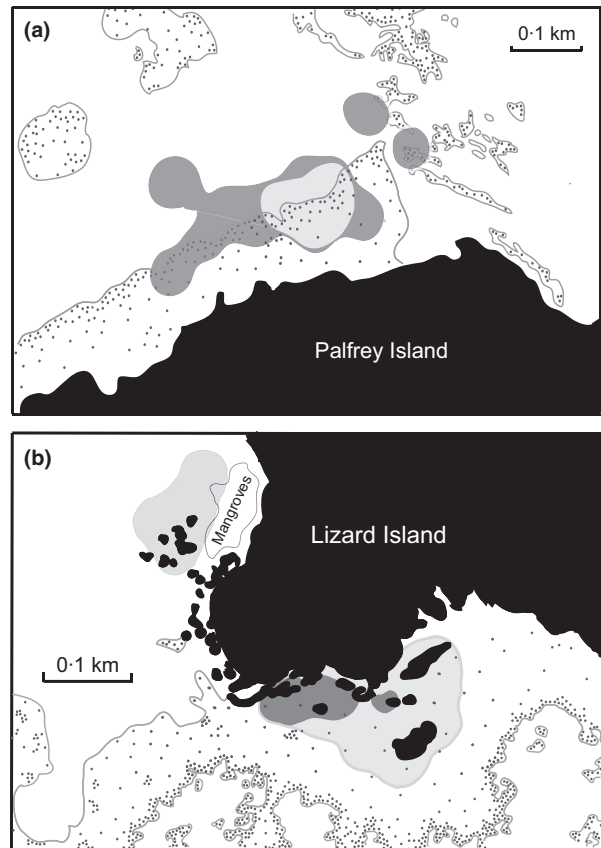 (a)
0·1 km
Palfrey Island
(b)
Mangroves
Lizard Island
0·1 km